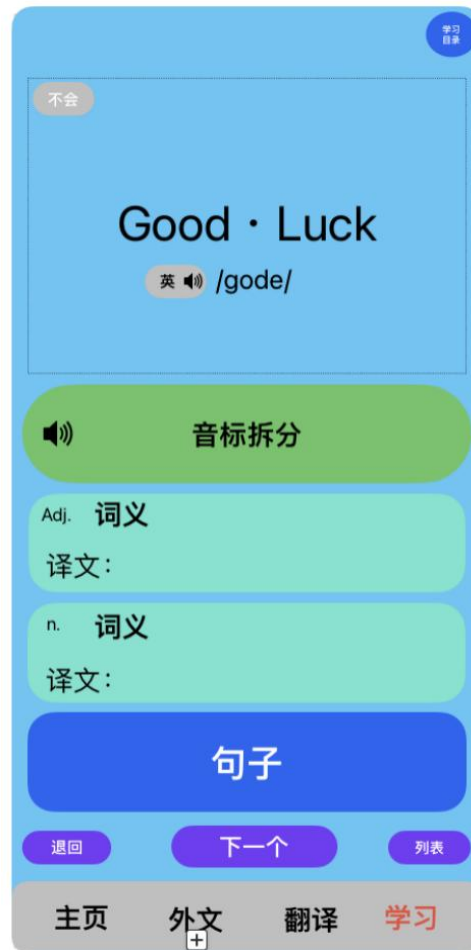 学习
目录
不会
Good · Luck
英 /gode/
音标拆分
Adj. 词义
译文：
n. 词义
译文：
句子
退回 下一个 列表
主页 外文 翻译 学习